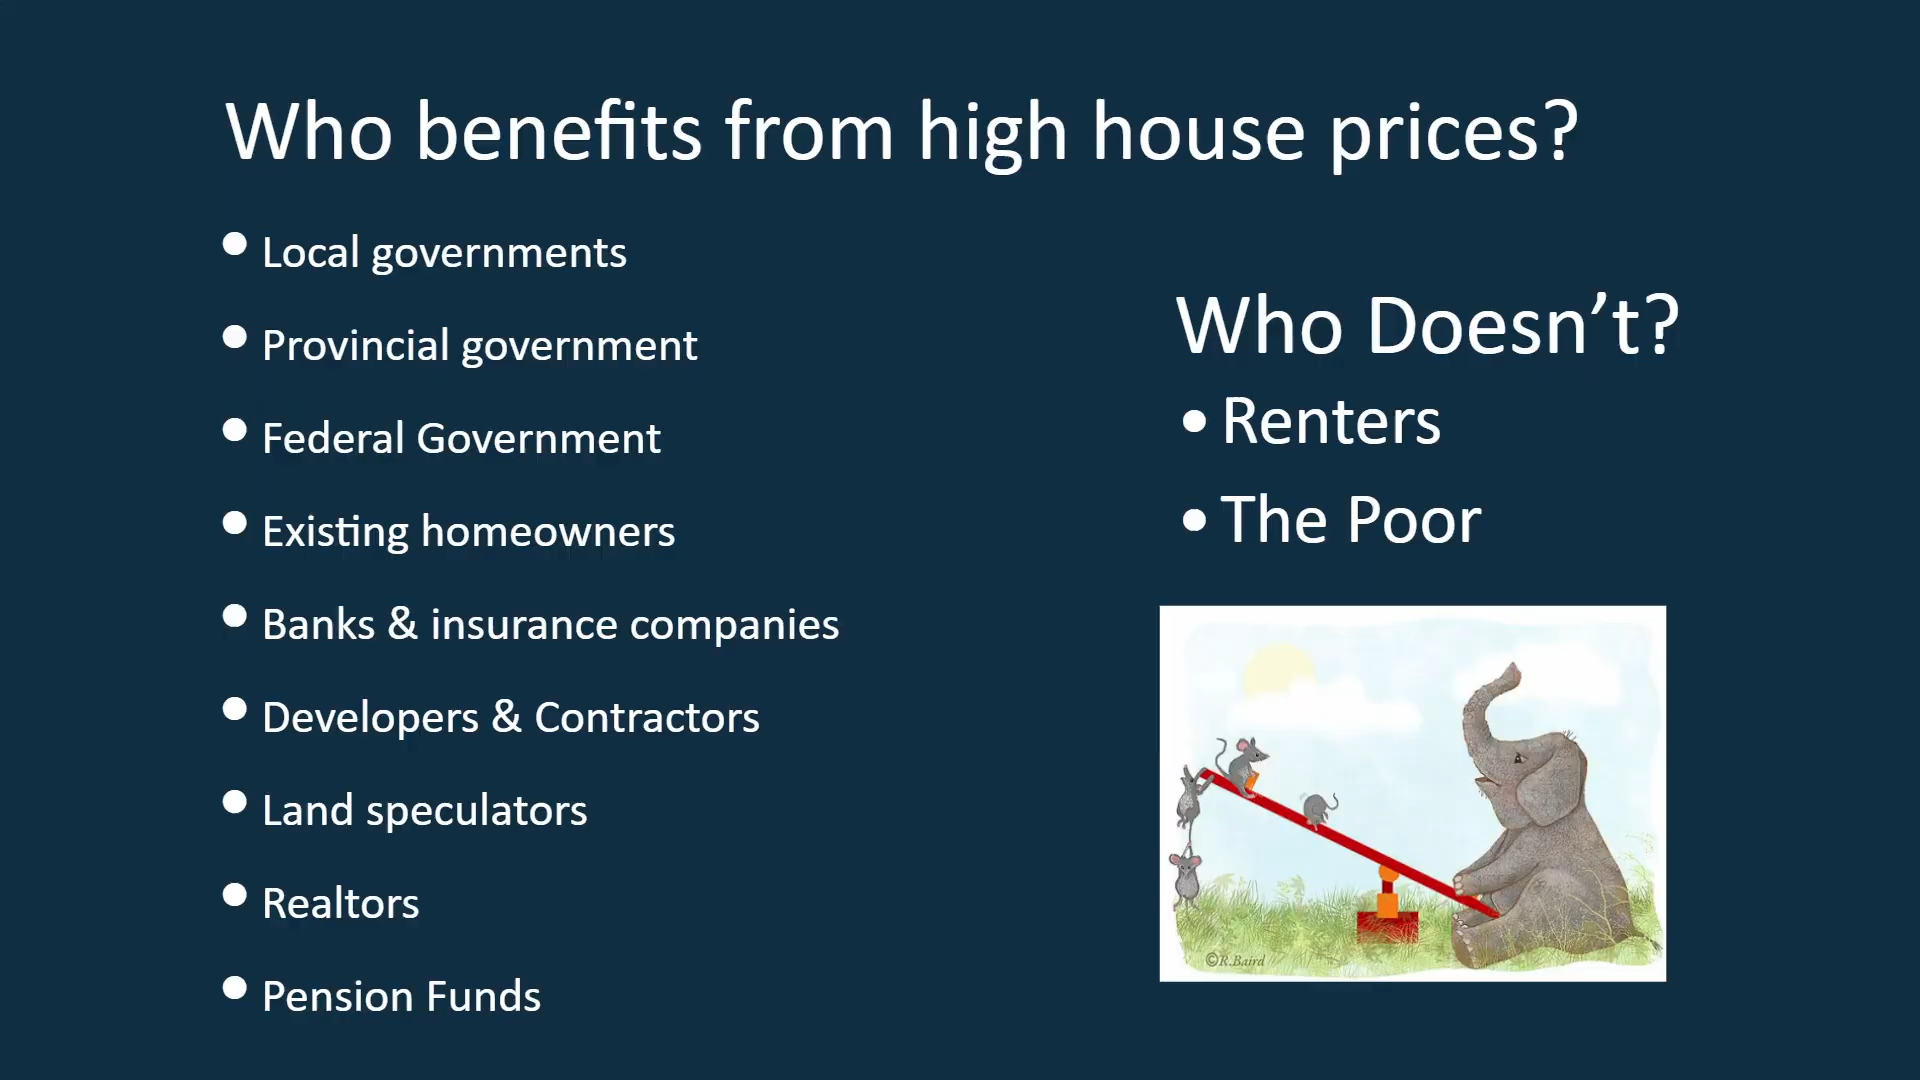 Who benefits from high house prices?
• Local governments
• Provincial government
• Federal Government
• Existing homeowners
• Banks & insurance companies
• Developers & Contractors
• Land speculators
• Realtors
• Pension Funds
Who Doesn’t?
• Renters
• The Poor
©R.Baird